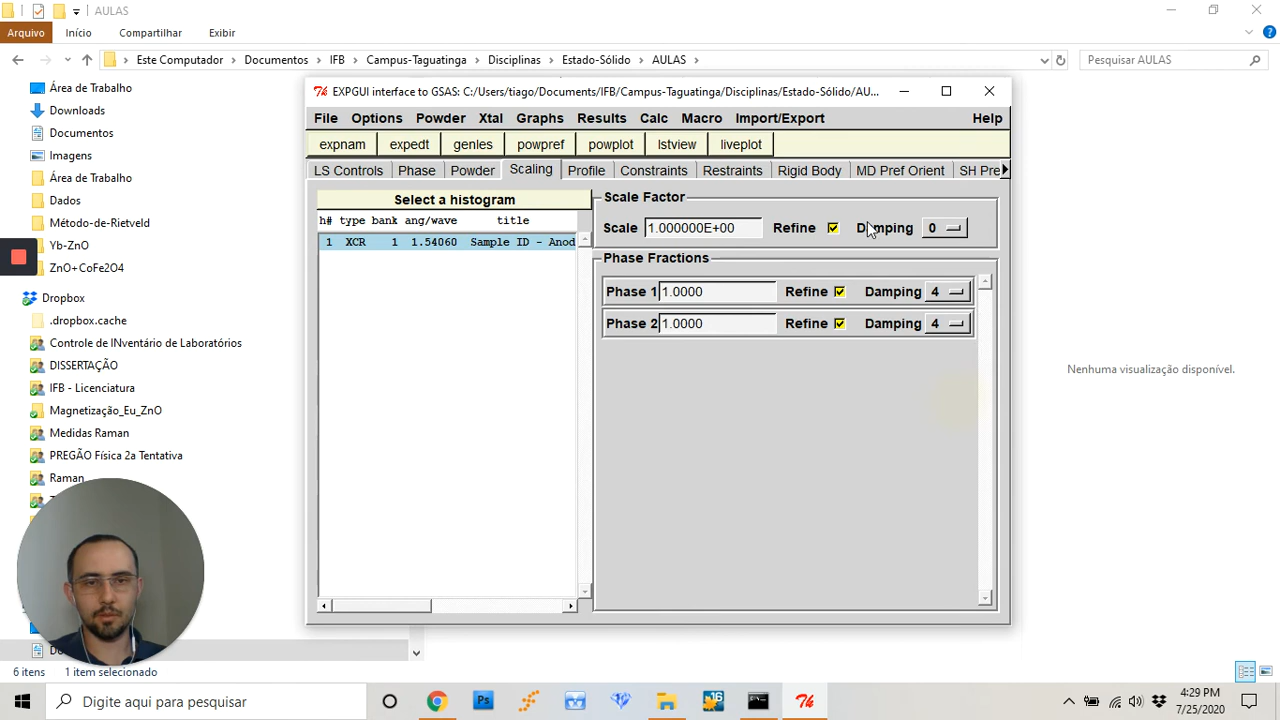 AULAS
Arquivo Início Compartilhar Exibir
Este Computador Documentos IFB Campus-Taguatinga Disciplinas Estado-Sólido AULAS
Pesquisar AULAS
Área de Trabalho
Downloads
Documentos
Imagens
Área de Trabalho
Dados
Método-de-Rietveld
Yb-ZnO
ZnO+CoFe2O4
Dropbox
.dropbox.cache
Controle de INventário de Laboratórios
DISSERTAÇÃO
IFB - Licenciatura
Magnetização_Eu_ZnO
Medidas Raman
PREGÃO Física 2a Tentativa
Raman
EXPGUI interface to GSAS: C:/Users/tiago/Documents/IFB/Campus-Taguatinga/Disciplinas/Estado-Sólido/AU...
File Options Powder Xtal Graphs Results Calc Macro Import/Export Help
expnam expedt genles powpref powplot lstview liveplot
LS Controls Phase Powder Scaling Profile Constraints Restraints Rigid Body MD Pref Orient SH Pre
Select a histogram
h# type bank ang/wave title
1 XCR 1 1.54060 Sample ID - Anod
Scale Factor
Scale 1.000000E+00 Refine Damping 0
Phase Fractions
Phase 1 1.0000 Refine Damping 4
Phase 2 1.0000 Refine Damping 4
Nenhuma visualização disponível.
6 itens 1 item selecionado
Digite aqui para pesquisar
Ps
16
4:29 PM
7/25/2020